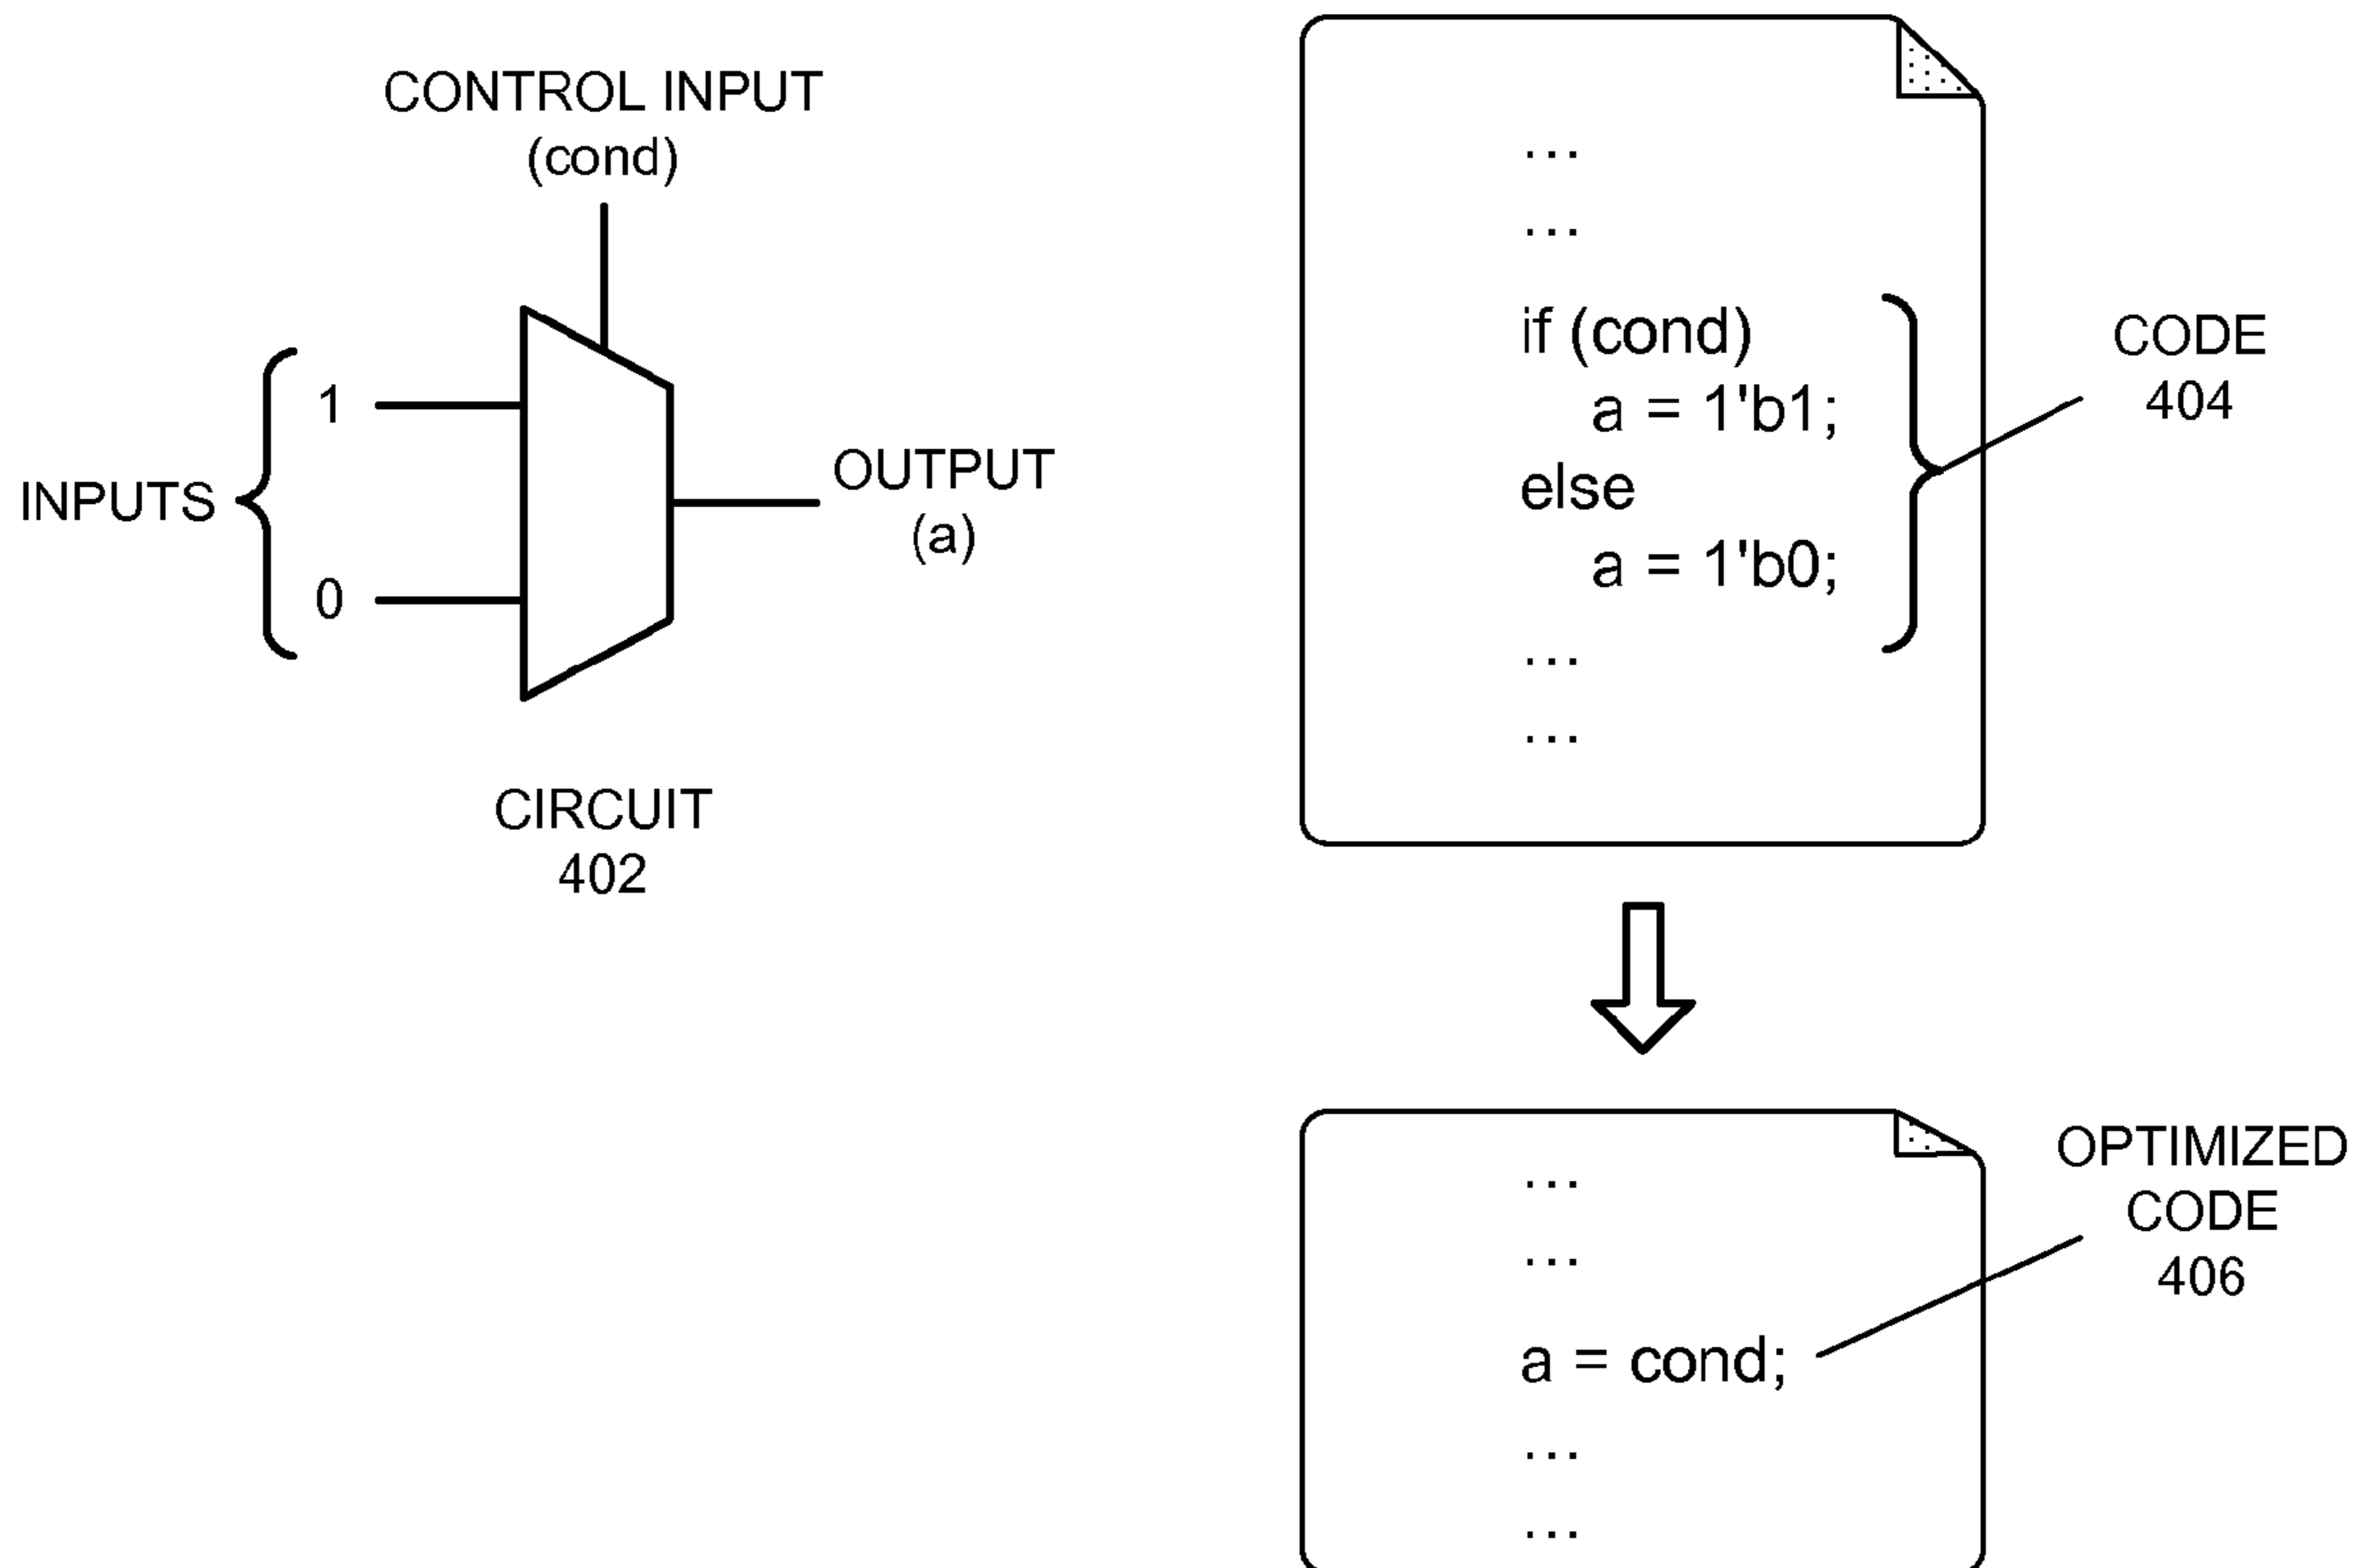 CONTROL INPUT
(cond)
INPUTS
1
0
OUTPUT
(a)
CIRCUIT
402
...
...
if (cond)
a = 1'b1;
else
a = 1'b0;
...
...
CODE
404
...
...
a = cond;
...
...
OPTIMIZED
CODE
406